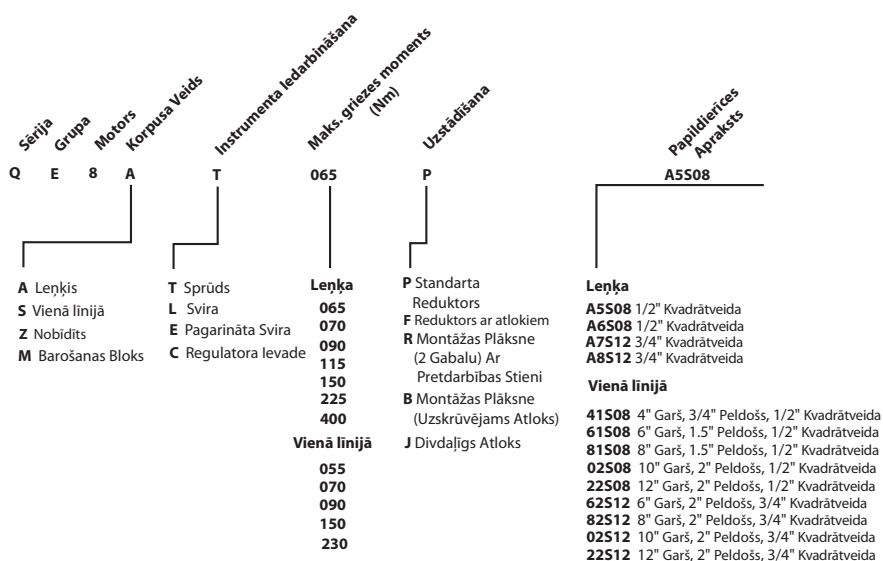 Sērija
Grupa
Motors
Korpusa Veids
Instrumenta Iedarbināšana
Maks. griezes moments
(Nm)
Uzstādīšana
Papildierīces
Apraksts
Q E 8 A T 065 P A5S08
A Leņķis
S Vienā līnijā
Z Nobīdīts
M Barošanas Bloks
T Sprūds
L Svira
E Pagarināta Svira
C Regulatora Ievade
Leņķa
065
070
090
115
150
225
400
Vienā līnijā
055
070
090
150
230
P Standarta
Reduktors
F Reduktors ar atlokiem
R Montāžas Plāksne
(2 Gabalu) Ar
Pretdarbības Stieni
B Montāžas Plāksne
(Uzskrūvējams Atloks)
J Divdaļīgs Atloks
Leņķa
A5S08 1/2" Kvadrātveida
A6S08 1/2" Kvadrātveida
A7S12 3/4" Kvadrātveida
A8S12 3/4" Kvadrātveida
Vienā līnijā
41S08 4" Garš, 3/4" Peldošs, 1/2" Kvadrātveida
61S08 6" Garš, 1.5" Peldošs, 1/2" Kvadrātveida
81S08 8" Garš, 1.5" Peldošs, 1/2" Kvadrātveida
02S08 10" Garš, 2" Peldošs, 1/2" Kvadrātveida
22S08 12" Garš, 2" Peldošs, 1/2" Kvadrātveida
62S12 6" Garš, 2" Peldošs, 3/4" Kvadrātveida
82S12 8" Garš, 2" Peldošs, 3/4" Kvadrātveida
02S12 10" Garš, 2" Peldošs, 3/4" Kvadrātveida
22S12 12" Garš, 2" Peldošs, 3/4" Kvadrātveida